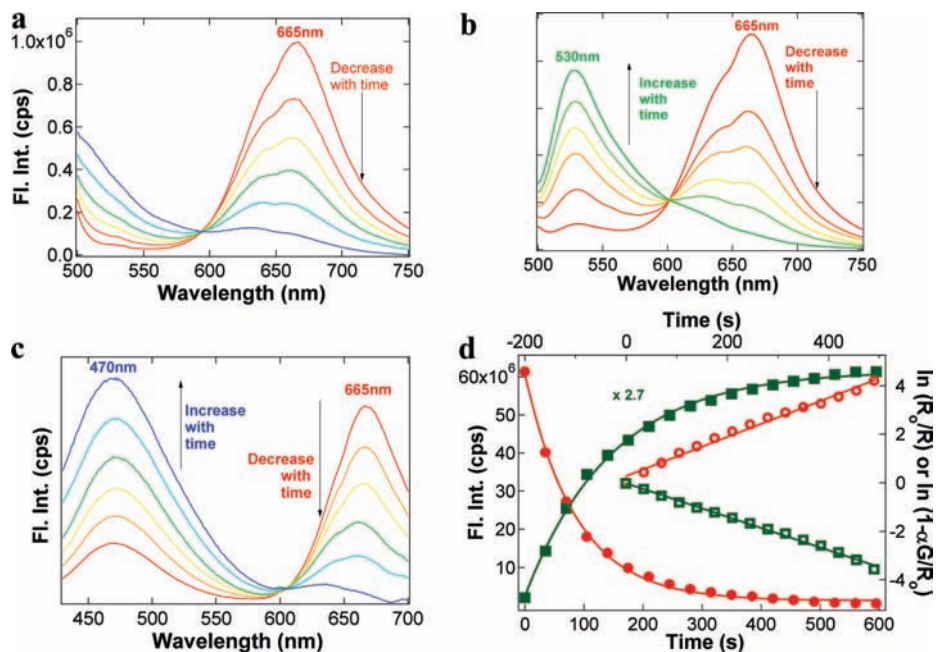 a
665nm
1.0x10⁶
Decrease
with time
0.8
0.6
0.4
0.2
0.0
Fl. Int. (cps)
500 550 600 650 700 750
Wavelength (nm)
b
530nm
665nm
Increase
with
time
Decrease
with
time
Fl. Int. (cps)
500 550 600 650 700 750
Wavelength (nm)
c
470nm
665nm
Increase
with
time
Decrease
with
time
Fl. Int. (cps)
450 500 550 600 650 700
Wavelength (nm)
Time (s)
-200 0 200 400
d
60x10⁶
50
40
30
20
10
Fl. Int. (cps)
x 2.7
4
2
0
-2
-4
ln (Rₒ/R) or ln (1-αG/Rₒ)
0 100 200 300 400 500 600
Time (s)